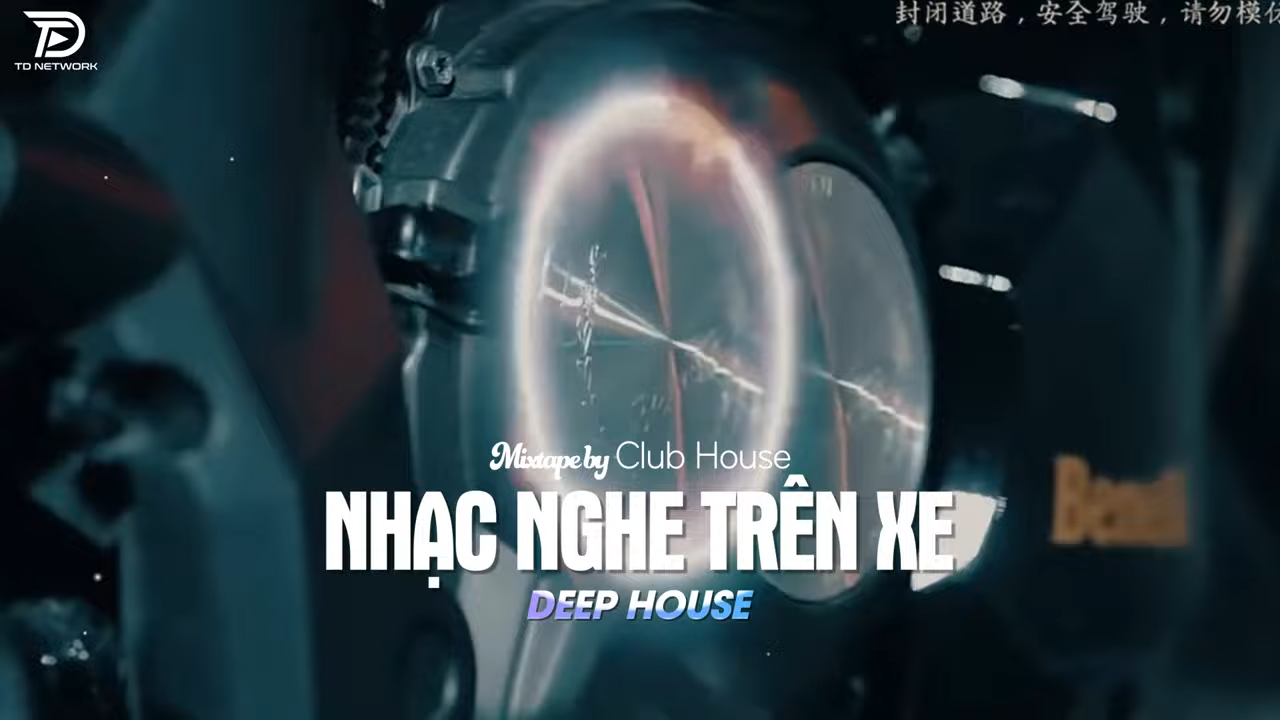 TD NETWORK
封闭道路，安全驾驶，请勿模
Mixtape by Club House
NHẠC NGHE TRÊN XE
DEEP HOUSE